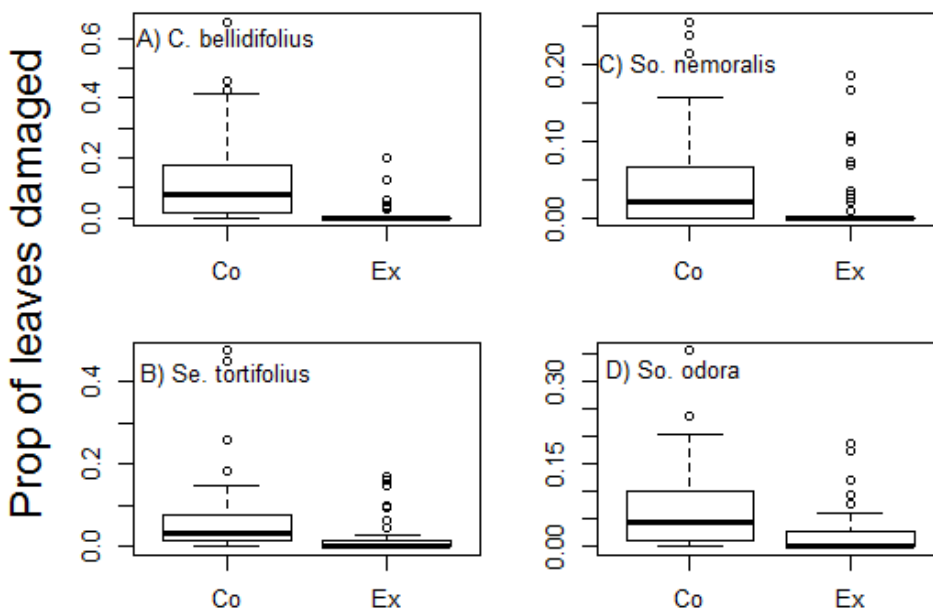 Prop of leaves damaged
A) C. bellidifolius
0.6
0.4
0.2
0.0
Co Ex
C) So. nemoralis
0.20
0.10
0.00
Co Ex
B) Se. tortifolius
0.4
0.2
0.0
Co Ex
D) So. odora
0.30
0.15
0.00
Co Ex